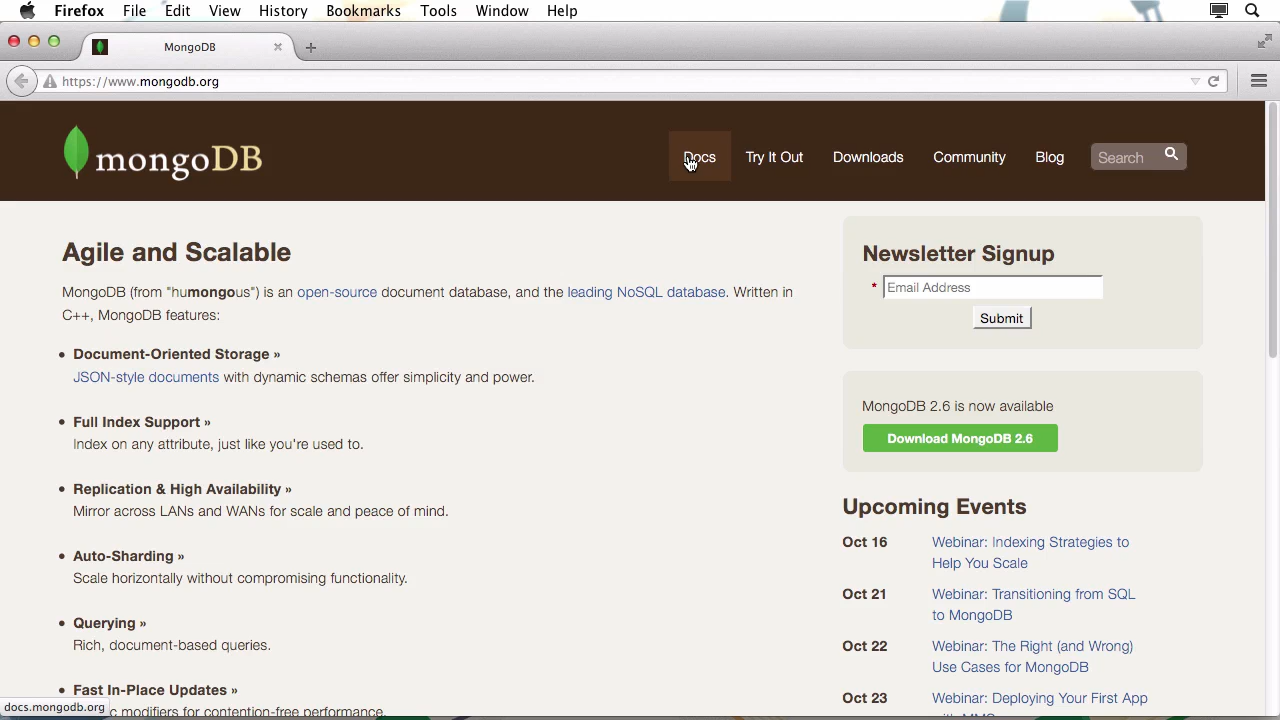 Firefox File Edit View History Bookmarks Tools Window Help
MongoDB
https://www.mongodb.org
mongoDB
Docs Try It Out Downloads Community Blog Search
Agile and Scalable
MongoDB (from "humongous") is an open-source document database, and the leading NoSQL database. Written in
C++, MongoDB features:
Document-Oriented Storage »
JSON-style documents with dynamic schemas offer simplicity and power.
Full Index Support »
Index on any attribute, just like you're used to.
Replication & High Availability »
Mirror across LANs and WANs for scale and peace of mind.
Auto-Sharding »
Scale horizontally without compromising functionality.
Querying »
Rich, document-based queries.
Fast In-Place Updates »
modifiers for contention-free performance.
docs.mongodb.org
Newsletter Signup
* Email Address
Submit
MongoDB 2.6 is now available
Download MongoDB 2.6
Upcoming Events
Oct 16 Webinar: Indexing Strategies to
Help You Scale
Oct 21 Webinar: Transitioning from SQL
to MongoDB
Oct 22 Webinar: The Right (and Wrong)
Use Cases for MongoDB
Oct 23 Webinar: Deploying Your First App
with MMS